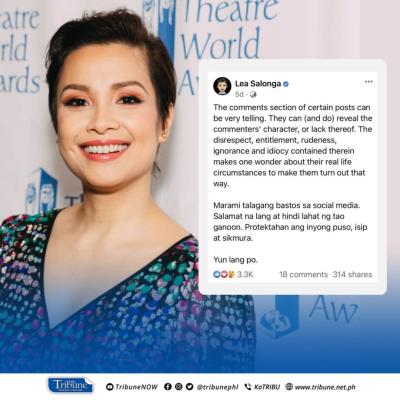 Theatre
World
Awards
Theatre
World
Aw
Lea Salonga
5d
The comments section of certain posts can
be very telling. They can (and do) reveal the
commenters' character, or lack thereof. The
disrespect, entitlement, rudeness,
ignorance and idiocy contained therein
makes one wonder about their real life
circumstances to make them turn out that
way.
Marami talagang bastos sa social media.
Salamat na lang at hindi lahat ng tao
ganoon. Protektahan ang inyong puso, isip
at sikmura.
Yun lang po.
3.3K 18 comments 314 shares
Aw
Tribune
TribuneNOW @tribunephl KaTRIBU www.tribune.net.ph